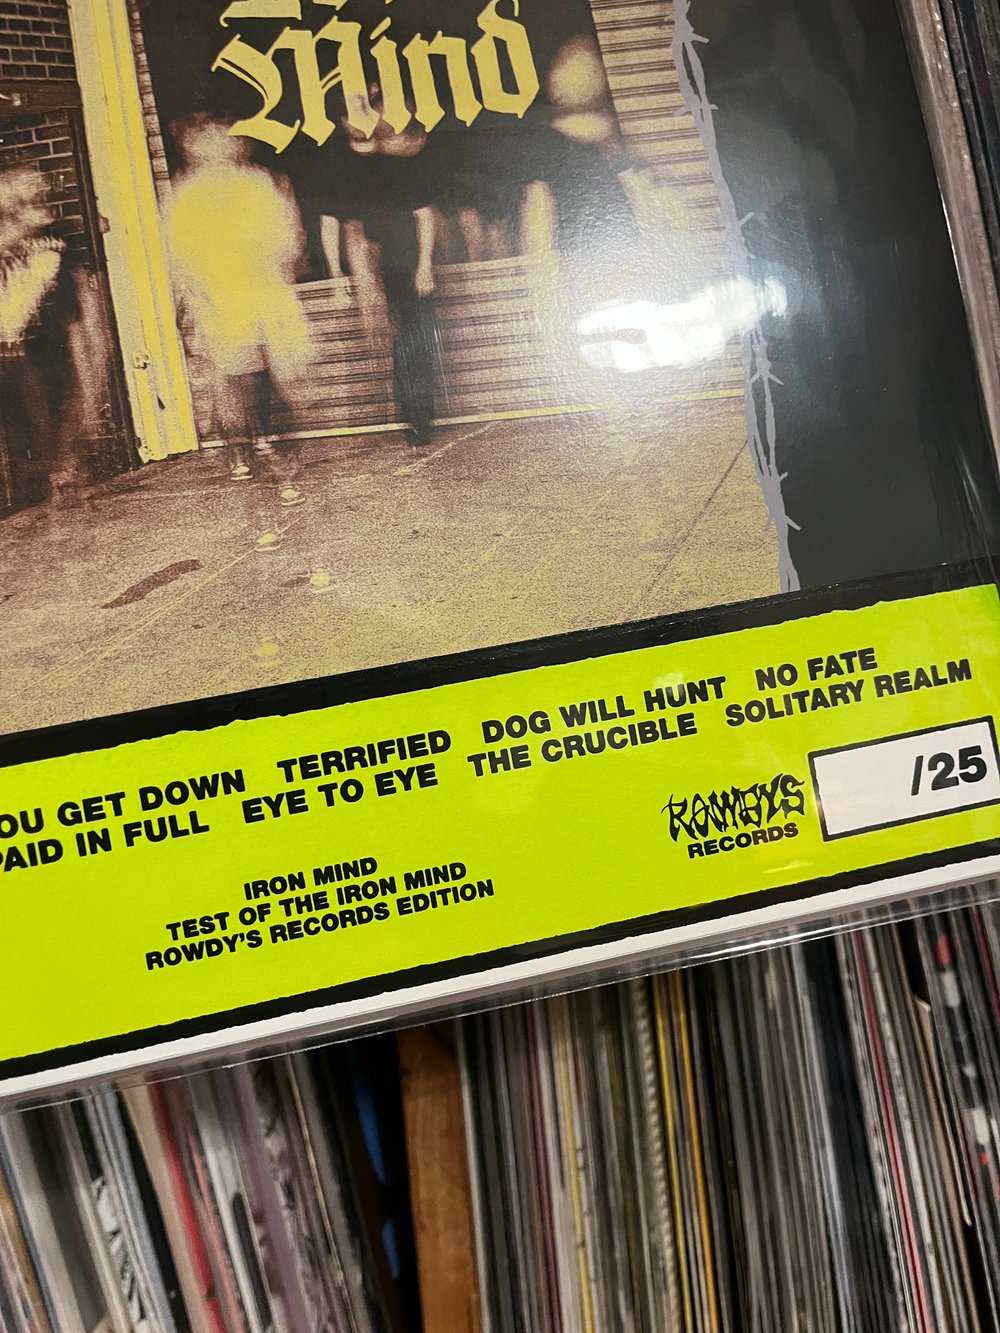 Mind
OU GET DOWN TERRIFIED DOG WILL HUNT NO FATE
PAID IN FULL EYE TO EYE THE CRUCIBLE SOLITARY REALM
/25
ROWDYS
RECORDS
IRON MIND
TEST OF THE IRON MIND
ROWDY'S RECORDS EDITION